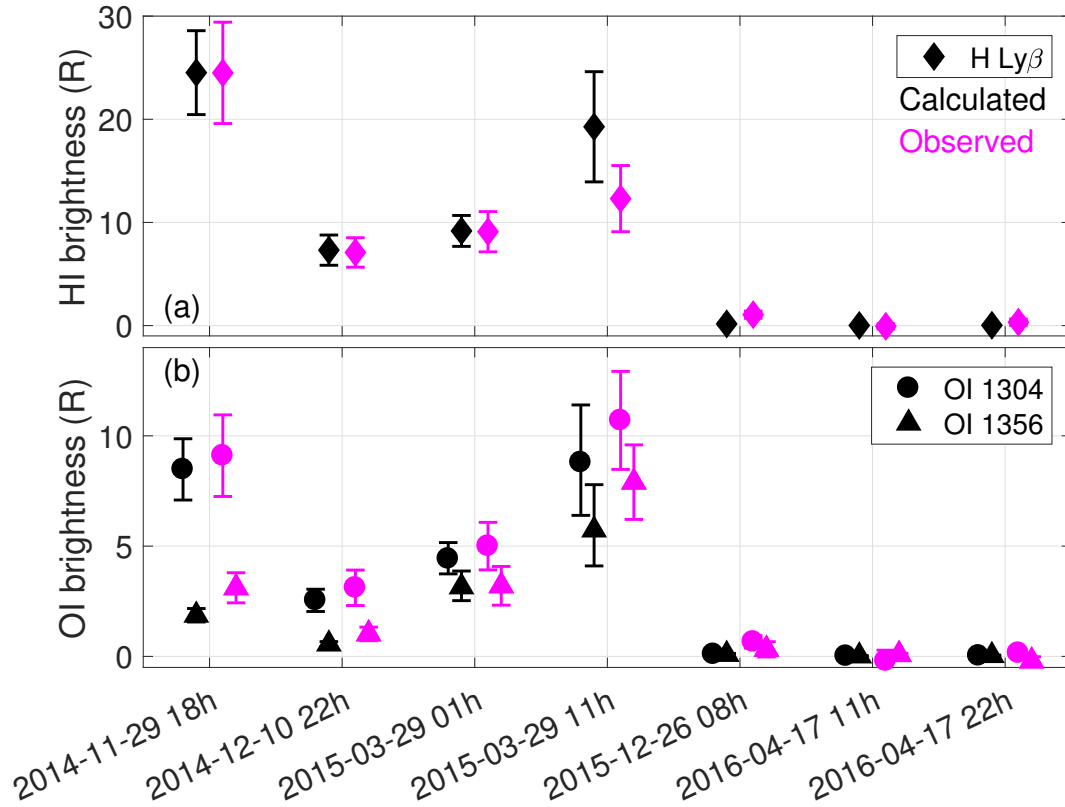 HI brightness (R)
30
20
10
0
(a)
H Lyβ
Calculated
Observed
OI brightness (R)
10
5
0
(b)
OI 1304
OI 1356
2014-11-29 18h
2014-12-10 22h
2015-03-29 01h
2015-03-29 11h
2015-12-26 08h
2016-04-17 11h
2016-04-17 22h